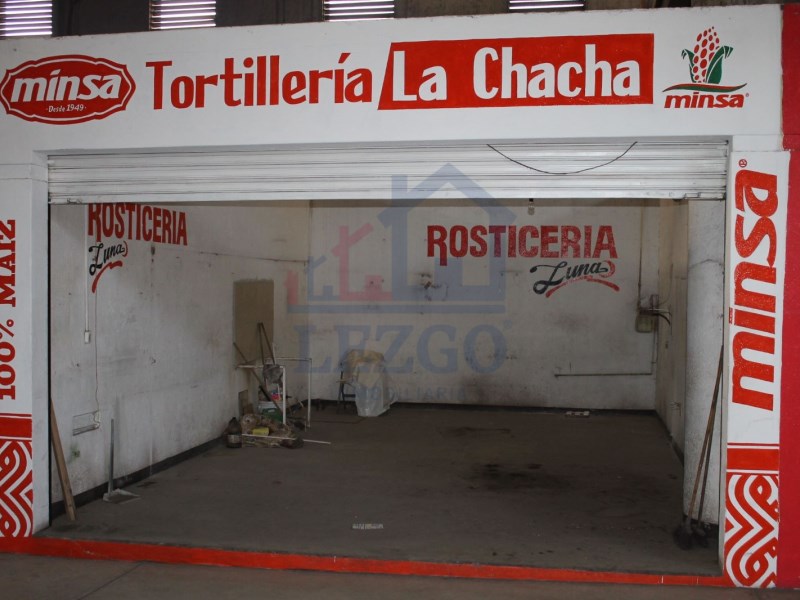 minsa
Desde 1949
Tortillería La Chacha
minsa
ROSTICERIA
Luna
ROSTICERIA
Luna
LEZGO
100% MAIZ
minsa